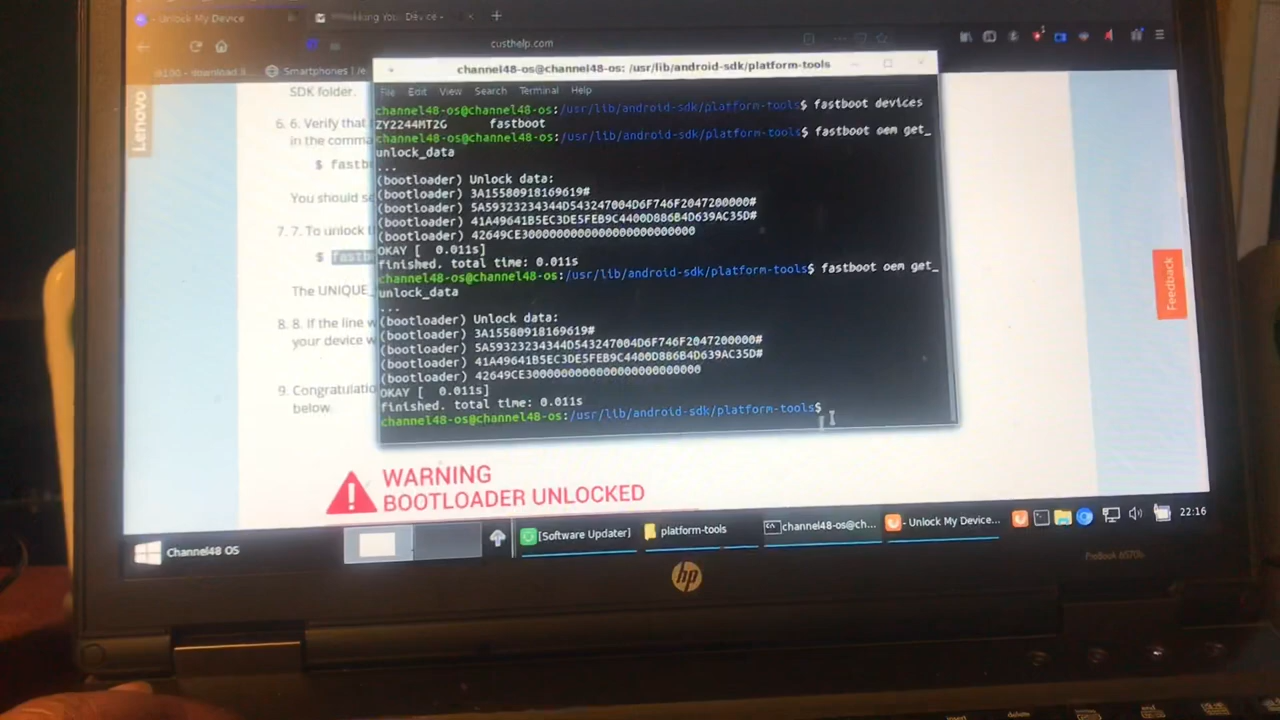 Unlock My Device
king You De ice -
custhelp.com
9100 - download
Smartphones | /e
Lenovo
SDK folder.
6. 6. Verify that
in the comma
$ fastb
You should se
7. 7. To unlock t
$ fastb
The UNIQUE_
8. 8. If the line w
your device w
9. Congratulatio
below.
channel48-os@channel48-os: /usr/lib/android-sdk/platform-tools
File Edit View Search Terminal Help
channel48-os@channel48-os:/usr/lib/android-sdk/platform-tools$ fastboot devices
ZY2244MT2G fastboot
channel48-os@channel48-os:/usr/lib/android-sdk/platform-tools$ fastboot oem get_
unlock_data
...
(bootloader) Unlock data:
(bootloader) 3A15580918169619#
(bootloader) 5A59323234344D543247004D6F746F2047200000#
(bootloader) 41A49641B5EC3DE5FEB9C4400D886B4D639AC35D#
(bootloader) 42649CE3000000000000000000000000
OKAY [ 0.011s]
finished. total time: 0.011s
channel48-os@channel48-os:/usr/lib/android-sdk/platform-tools$ fastboot oem get_
unlock_data
...
(bootloader) Unlock data:
(bootloader) 3A15580918169619#
(bootloader) 5A59323234344D543247004D6F746F2047200000#
(bootloader) 41A49641B5EC3DE5FEB9C4400D886B4D639AC35D#
(bootloader) 42649CE3000000000000000000000000
OKAY [ 0.011s]
finished. total time: 0.011s
channel48-os@channel48-os:/usr/lib/android-sdk/platform-tools$
Feedback
WARNING
BOOTLOADER UNLOCKED
Channel48 OS
[Software Updater]
platform-tools
channel48-os@ch...
- Unlock My Device...
22:16
ProBook 6570b
hp